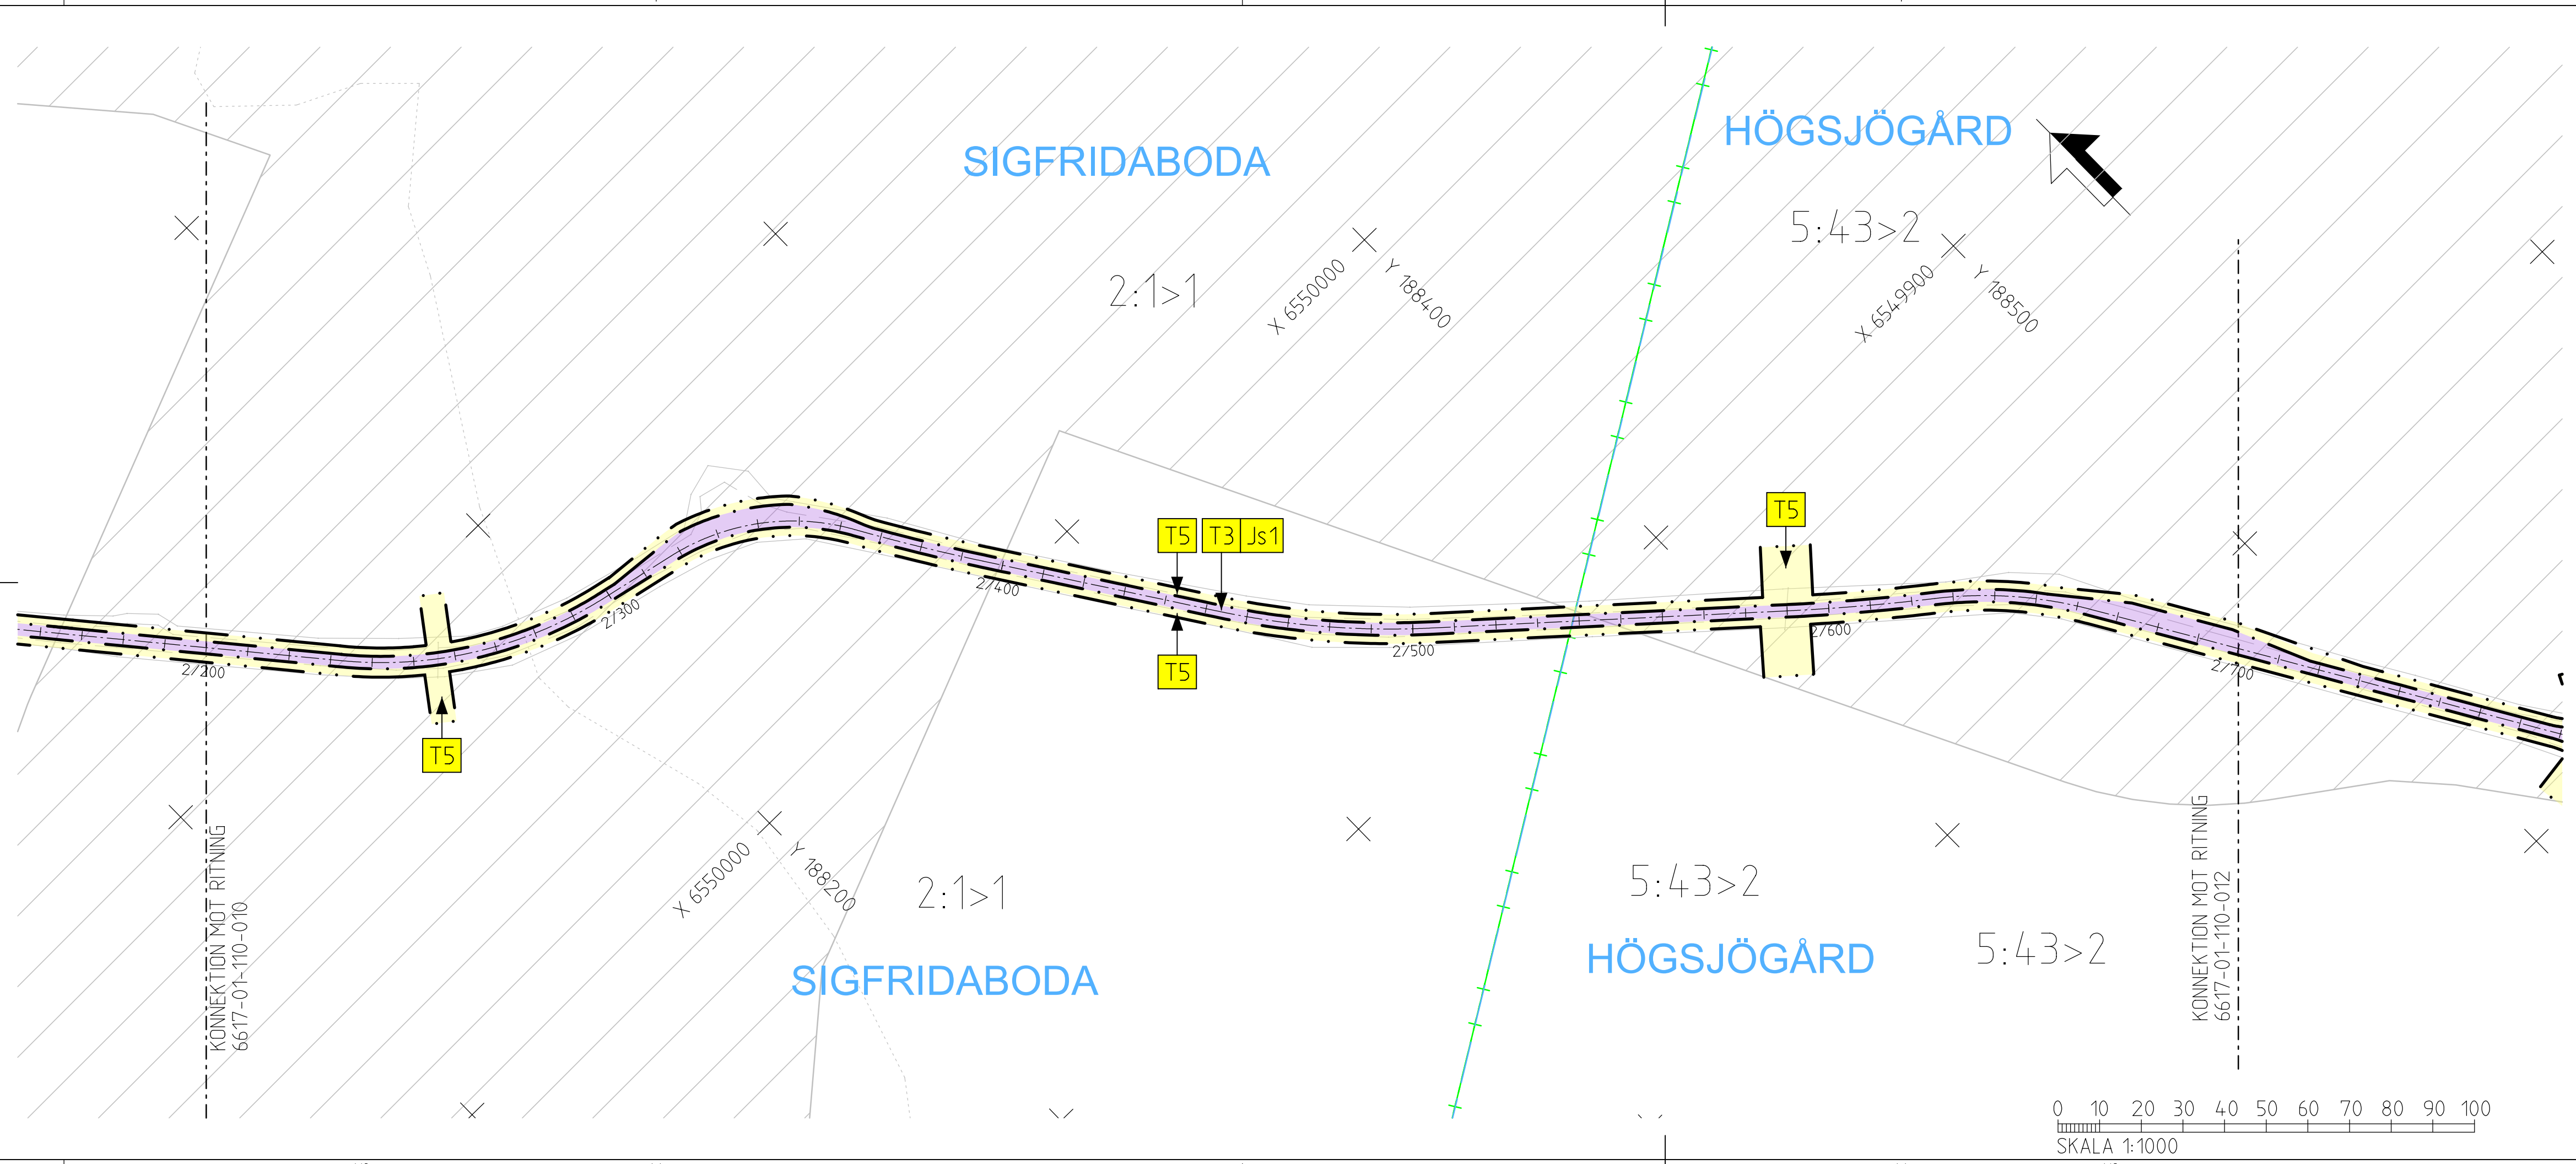 HÖGSJÖGÅRD
SIGFRIDABODA
5:43>2
2:1>1
X 6550000
Y 188400
X 6549900
Y 188500
T5
T5
T3 Js1
2/400
2/300
2/600
2/500
2/200
2/700
T5
T5
KONNEKTION MOT RITNING
6617-01-110-010
X 6550000
Y 188200
2:1>1
SIGFRIDABODA
5:43>2
HÖGSJÖGÅRD
5:43>2
KONNEKTION MOT RITNING
6617-01-110-012
0 10 20 30 40 50 60 70 80 90 100
SKALA 1:1000